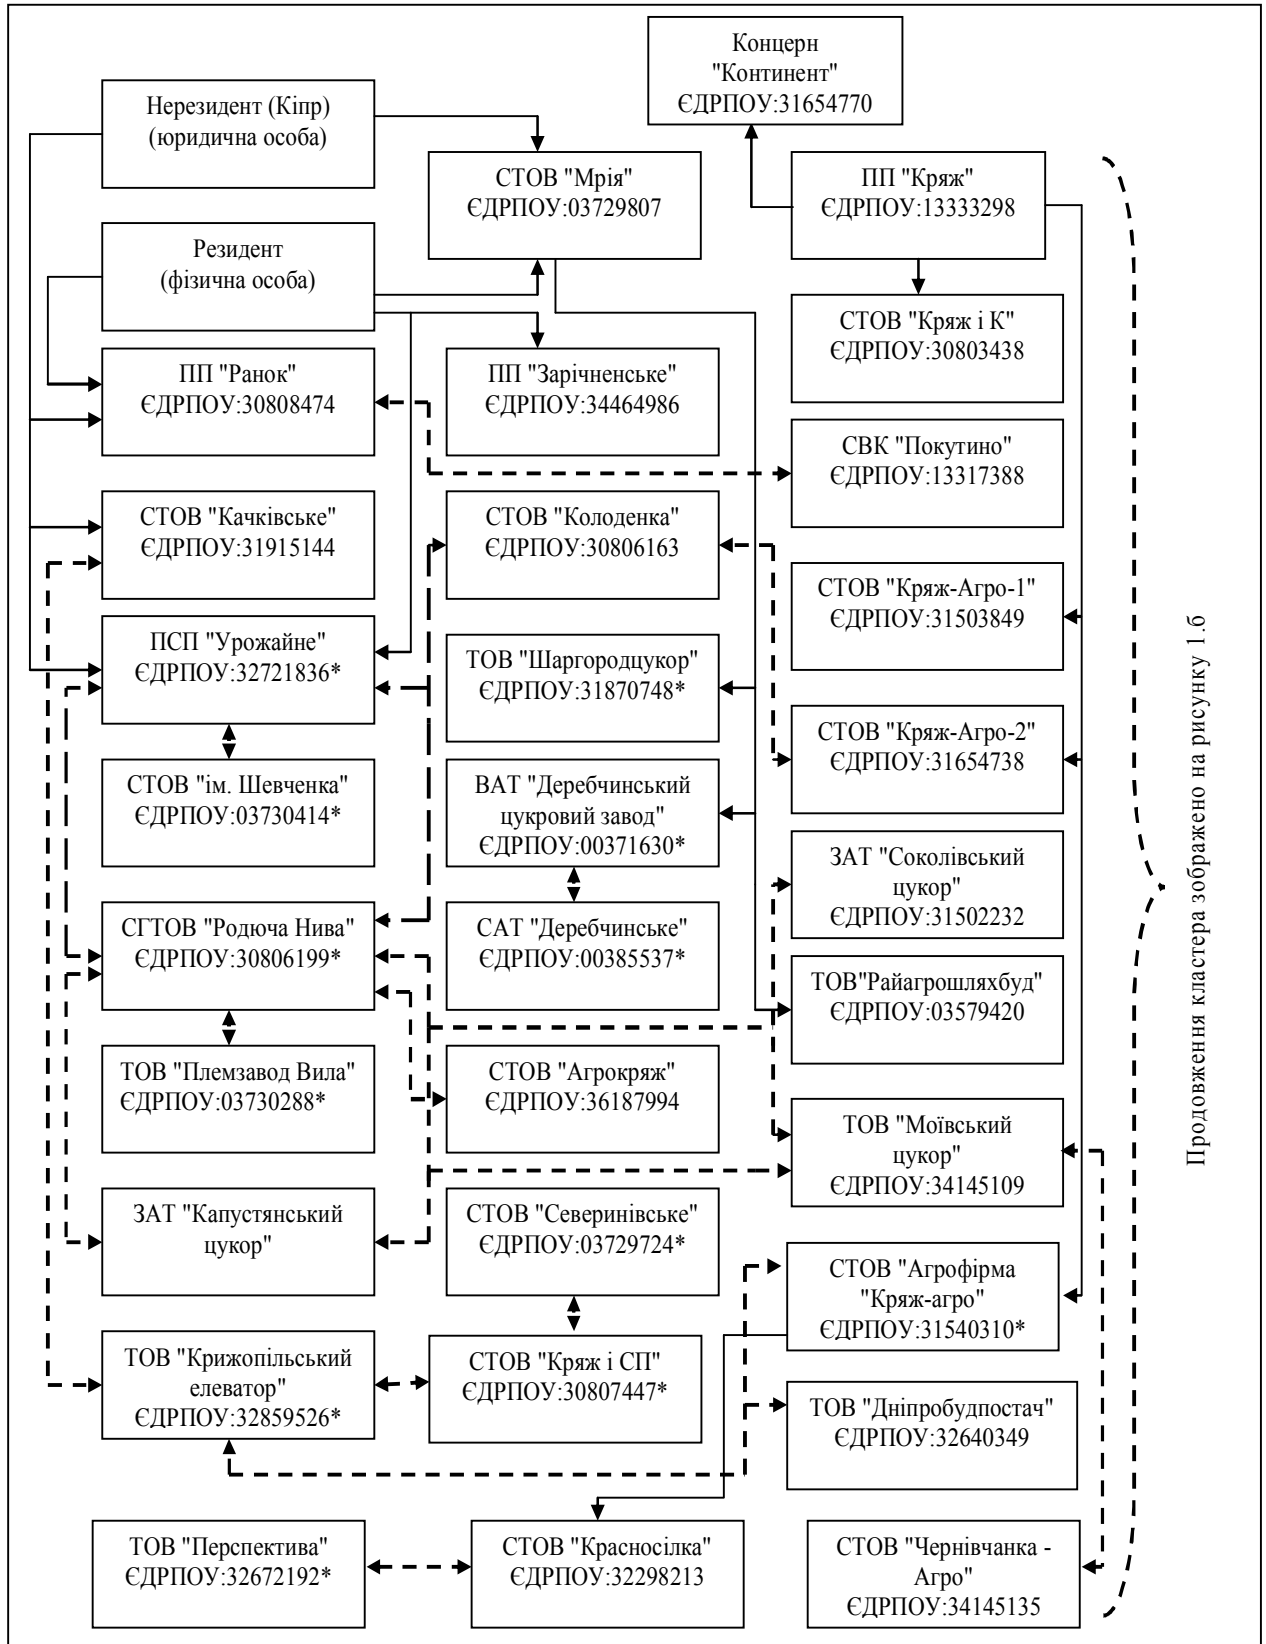 Концерн
"Континент"
ЄДРПОУ:31654770
Нерезидент (Кіпр)
(юридична особа)
СТОВ "Мрія"
ЄДРПОУ:03729807
ПП "Кряж"
ЄДРПОУ:13333298
Резидент
(фізична особа)
СТОВ "Кряж і К"
ЄДРПОУ:30803438
ПП "Ранок"
ЄДРПОУ:30808474
ПП "Зарічненське"
ЄДРПОУ:34464986
СВК "Покутино"
ЄДРПОУ:13317388
СТОВ "Качківське"
ЄДРПОУ:31915144
СТОВ "Колоденка"
ЄДРПОУ:30806163
СТОВ "Кряж-Агро-1"
ЄДРПОУ:31503849
ПСП "Урожайне"
ЄДРПОУ:32721836*
ТОВ "Шаргородцукор"
ЄДРПОУ:31870748*
СТОВ "Кряж-Агро-2"
ЄДРПОУ:31654738
СТОВ "ім. Шевченка"
ЄДРПОУ:03730414*
ВАТ "Деребчинський
цукровий завод"
ЄДРПОУ:00371630*
ЗАТ "Соколівський
цукор"
ЄДРПОУ:31502232
СГТОВ "Родюча Нива"
ЄДРПОУ:30806199*
САТ "Деребчинське"
ЄДРПОУ:00385537*
ТОВ"Райагрошляхбуд"
ЄДРПОУ:03579420
ТОВ "Племзавод Вила"
ЄДРПОУ:03730288*
СТОВ "Агрокряж"
ЄДРПОУ:36187994
ТОВ "Моївський
цукор"
ЄДРПОУ:34145109
ЗАТ "Капустянський
цукор"
СТОВ "Северинівське"
ЄДРПОУ:03729724*
СТОВ "Агрофірма
"Кряж-агро"
ЄДРПОУ:31540310*
ТОВ "Крижопільський
елеватор"
ЄДРПОУ:32859526*
СТОВ "Кряж і СП"
ЄДРПОУ:30807447*
ТОВ "Дніпробудпостач"
ЄДРПОУ:32640349
ТОВ "Перспектива"
ЄДРПОУ:32672192*
СТОВ "Красносілка"
ЄДРПОУ:32298213
СТОВ "Чернівчанка -
Агро"
ЄДРПОУ:34145135
Продовження кластера зображено на рисунку 1.б